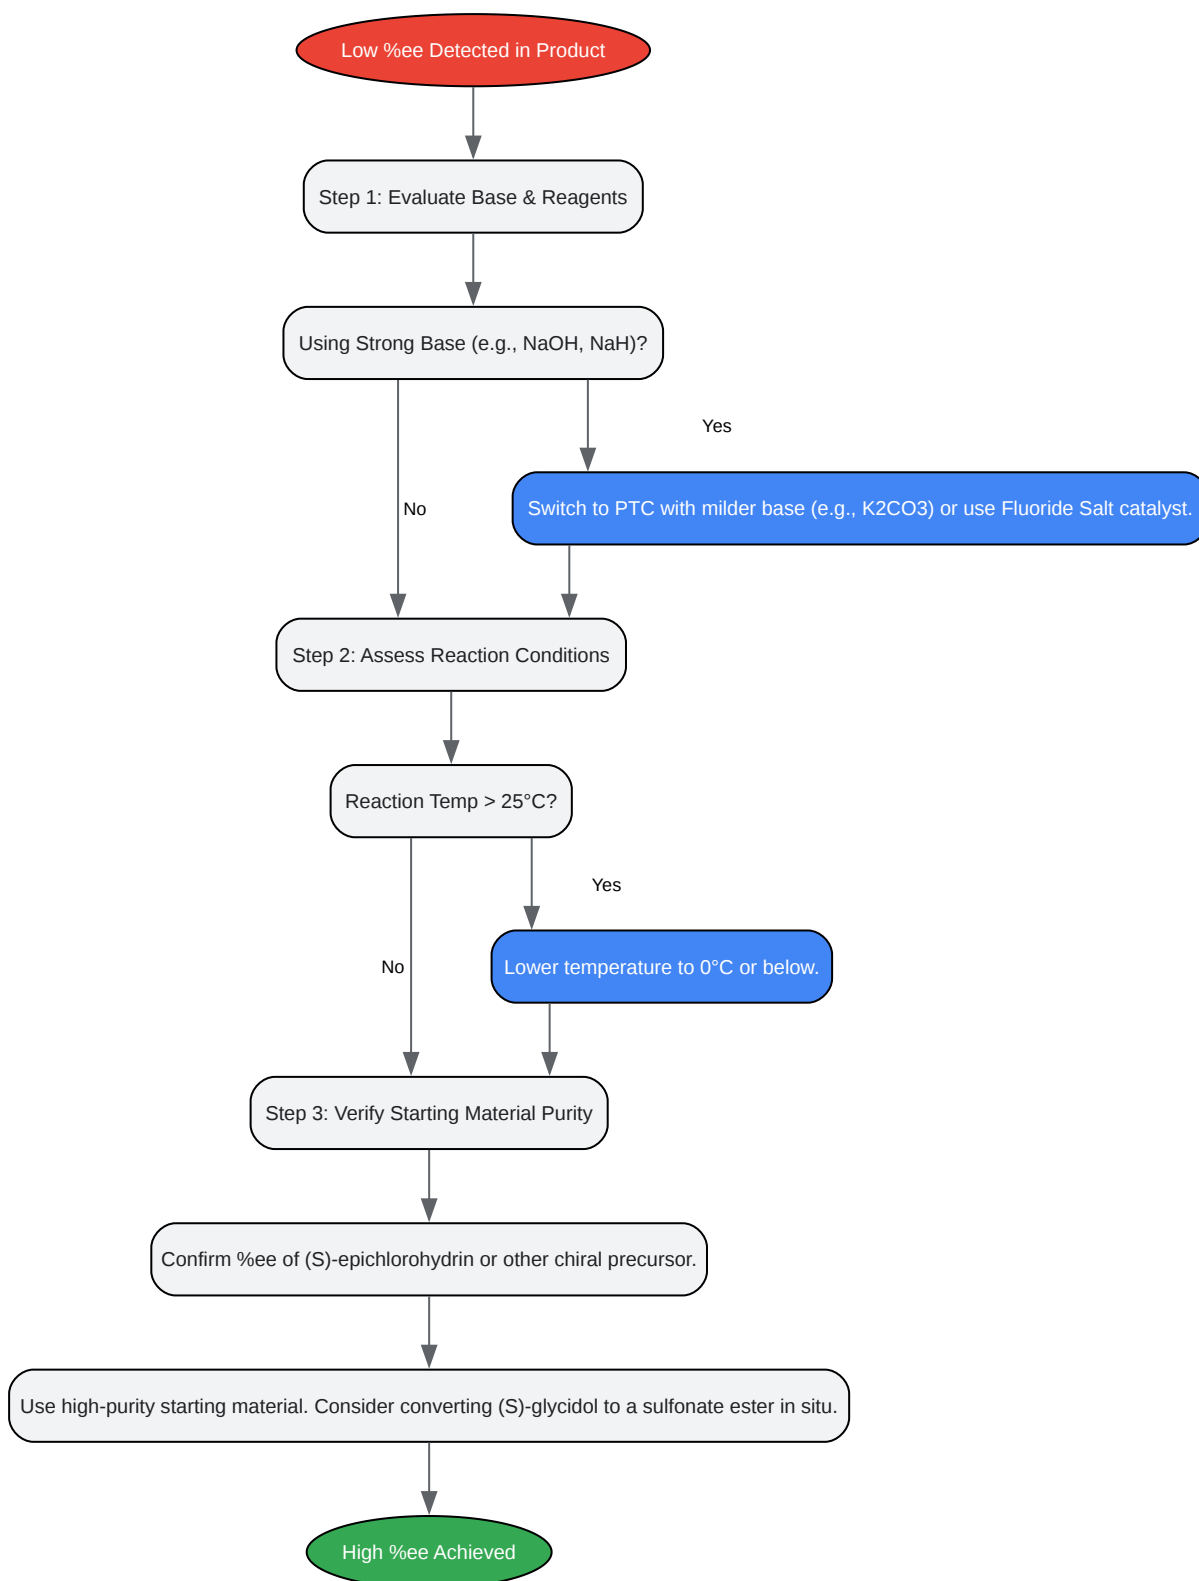 Low %ee Detected in Product
Step 1: Evaluate Base & Reagents
Using Strong Base (e.g., NaOH, NaH)?
Yes
Switch to PTC with milder base (e.g., K2CO3) or use Fluoride Salt catalyst.
No
Step 2: Assess Reaction Conditions
Reaction Temp > 25°C?
Yes
Lower temperature to 0°C or below.
No
Step 3: Verify Starting Material Purity
Confirm %ee of (S)-epichlorohydrin or other chiral precursor.
Use high-purity starting material. Consider converting (S)-glycidol to a sulfonate ester in situ.
High %ee Achieved